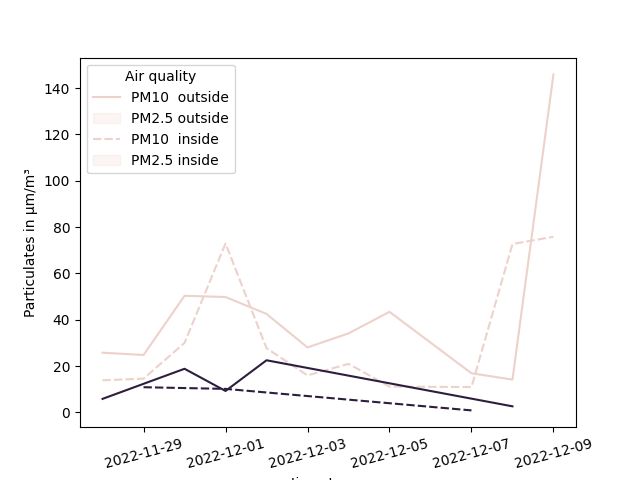 Air quality
PM10  outside
PM2.5 outside
PM10  inside
PM2.5 inside
Particulates in µm/m³
140
120
100
80
60
40
20
0
2022-11-29
2022-12-01
2022-12-03
2022-12-05
2022-12-07
2022-12-09